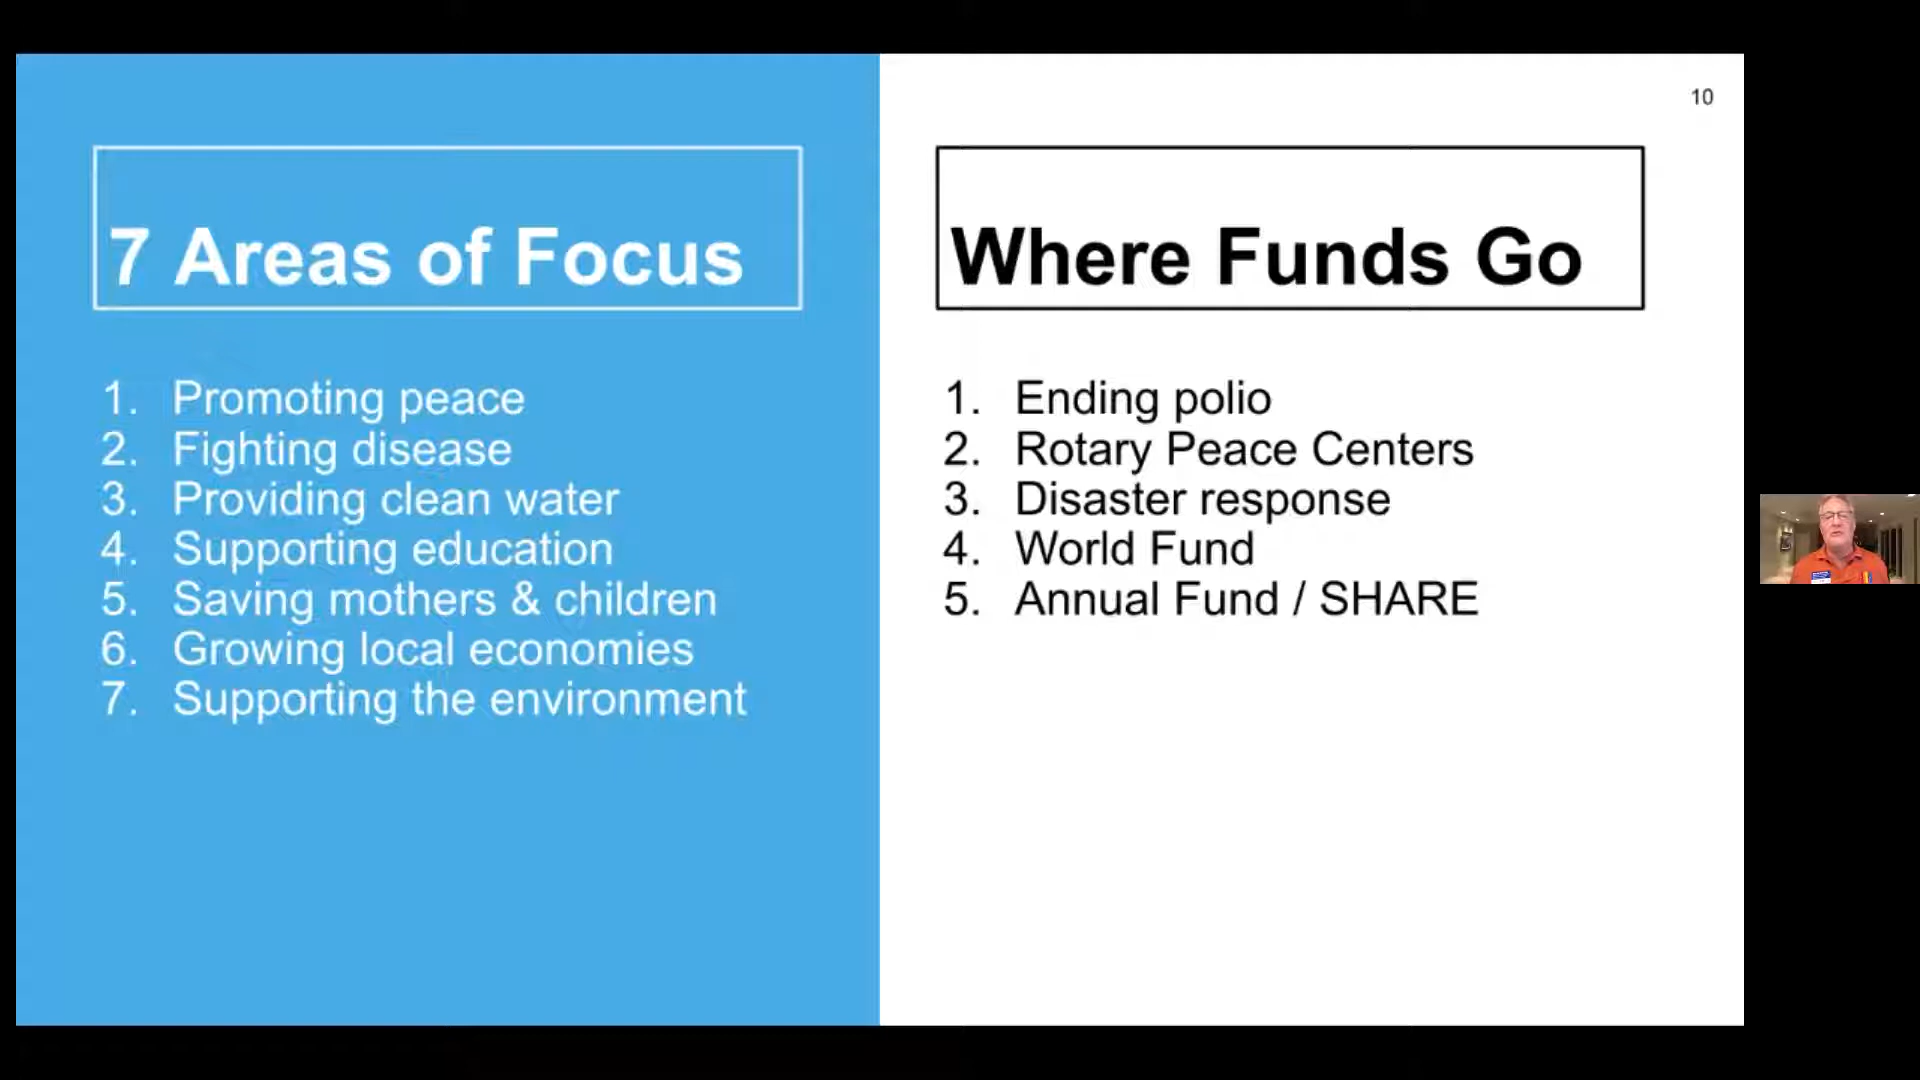 10
7 Areas of Focus
1. Promoting peace
2. Fighting disease
3. Providing clean water
4. Supporting education
5. Saving mothers & children
6. Growing local economies
7. Supporting the environment
Where Funds Go
1. Ending polio
2. Rotary Peace Centers
3. Disaster response
4. World Fund
5. Annual Fund / SHARE